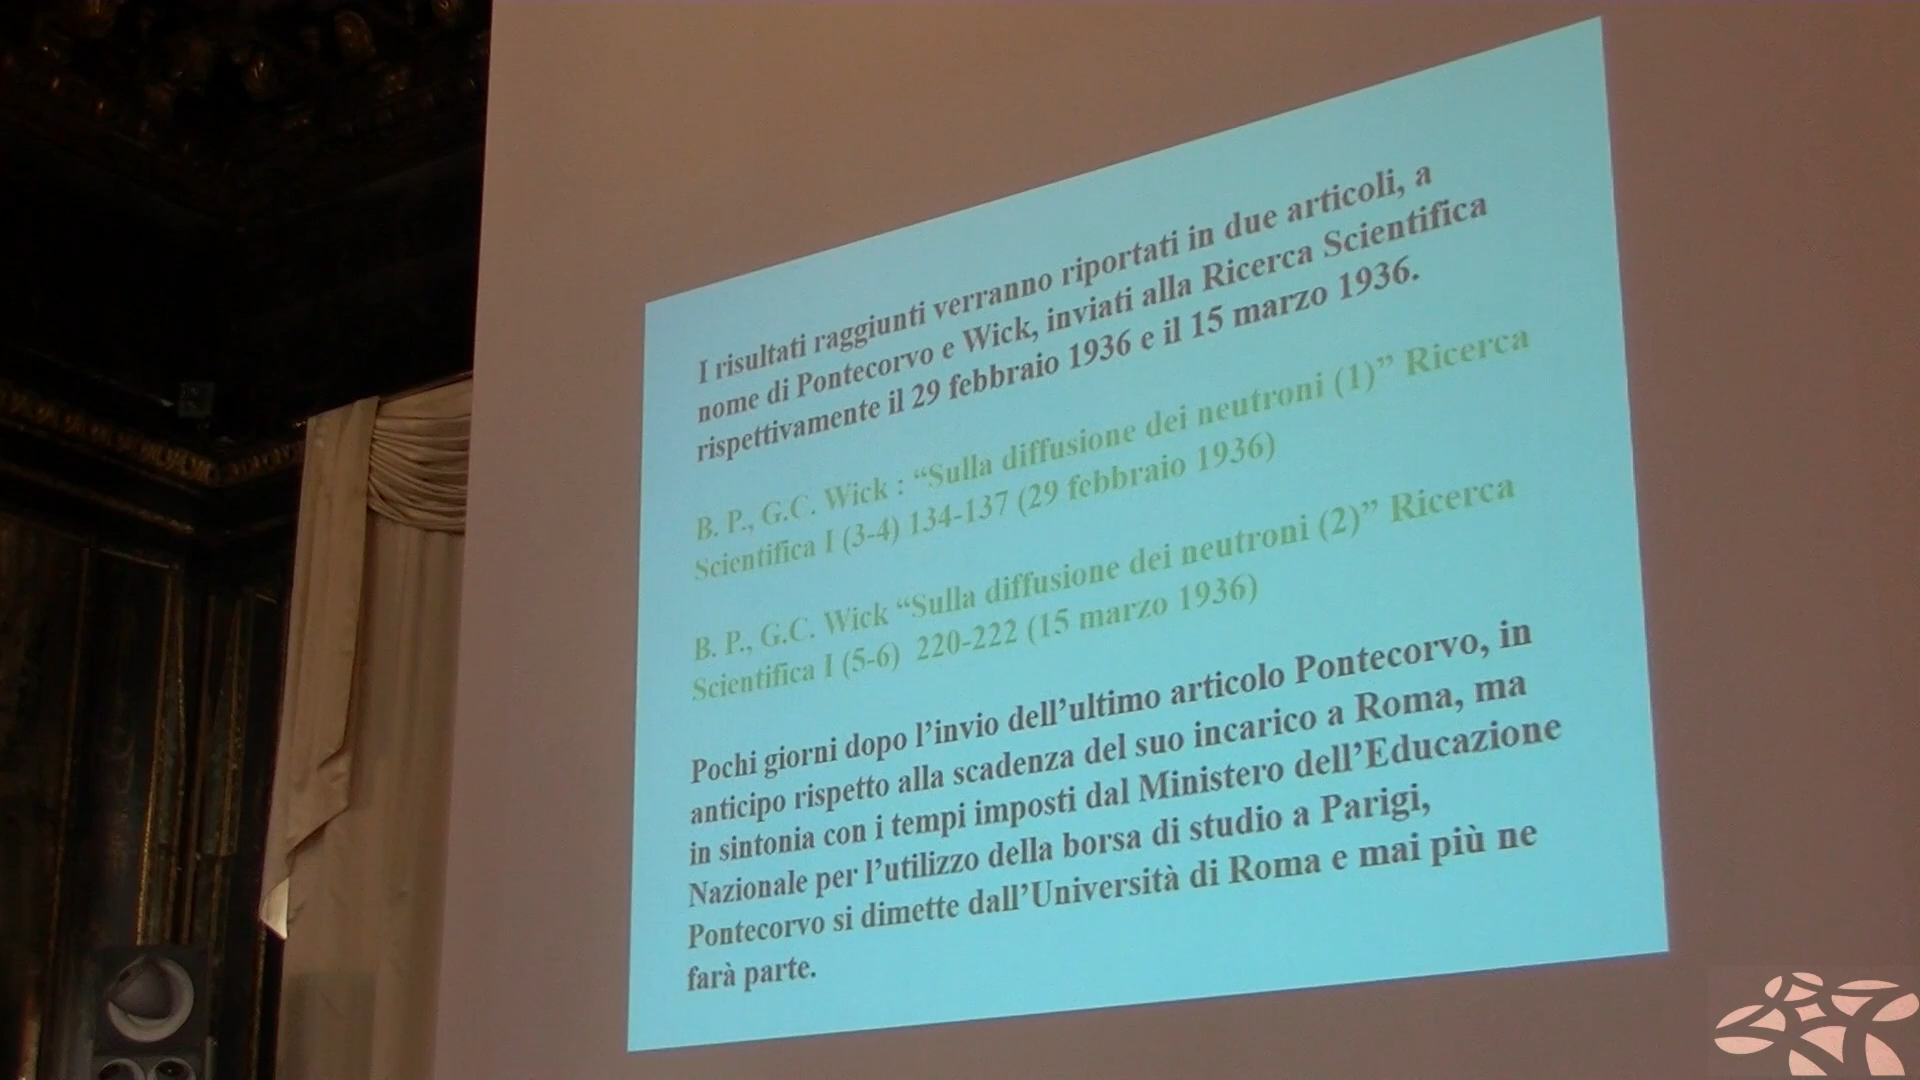 I risultati raggiunti verranno riportati in due articoli, a
nome di Pontecorvo e Wick, inviati alla Ricerca Scientifica
rispettivamente il 29 febbraio 1936 e il 15 marzo 1936.
B. P., G.C. Wick : “Sulla diffusione dei neutroni (1)” Ricerca
Scientifica I (3-4) 134-137 (29 febbraio 1936)
B. P., G.C. Wick “Sulla diffusione dei neutroni (2)” Ricerca
Scientifica I (5-6) 220-222 (15 marzo 1936)
Pochi giorni dopo l’invio dell’ultimo articolo Pontecorvo, in
anticipo rispetto alla scadenza del suo incarico a Roma, ma
in sintonia con i tempi imposti dal Ministero dell’Educazione
Nazionale per l’utilizzo della borsa di studio a Parigi,
Pontecorvo si dimette dall’Università di Roma e mai più ne
farà parte.